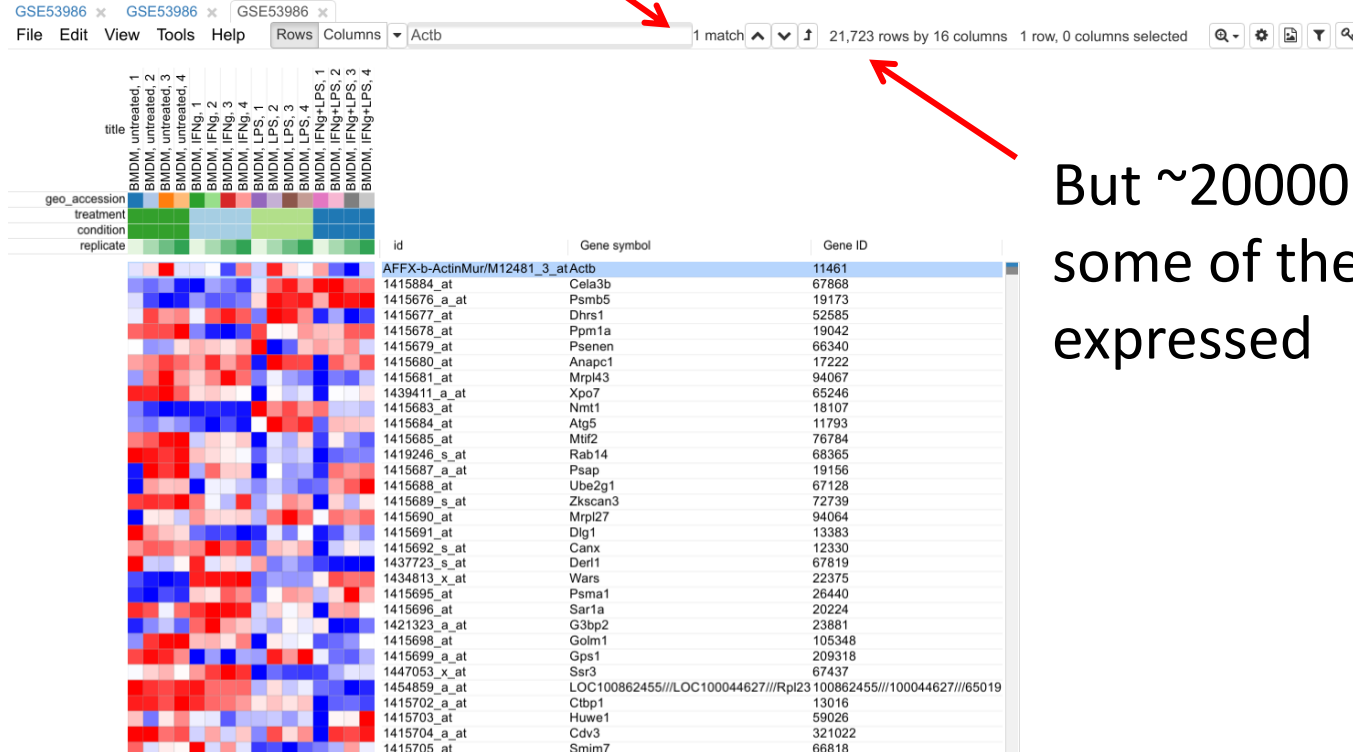 GSE53986 × GSE53986 × GSE53986 ×
File Edit View Tools Help Rows Columns Actb 1 match 21,723 rows by 16 columns 1 row, 0 columns selected
title
BMDM, untreated, 1
BMDM, untreated, 2
BMDM, untreated, 3
BMDM, untreated, 4
BMDM, IFNg, 1
BMDM, IFNg, 2
BMDM, IFNg, 3
BMDM, IFNg, 4
BMDM, LPS, 1
BMDM, LPS, 2
BMDM, LPS, 3
BMDM, LPS, 4
BMDM, IFNg+LPS, 1
BMDM, IFNg+LPS, 2
BMDM, IFNg+LPS, 3
BMDM, IFNg+LPS, 4
geo_accession
treatment
condition
replicate
id Gene symbol Gene ID
AFFX-b-ActinMur/M12481_3_at Actb 11461
1415884_at Cela3b 67868
1415676_a_at Psmb5 19173
1415677_at Dhrs1 52585
1415678_at Ppm1a 19042
1415679_at Psenen 66340
1415680_at Anapc1 17222
1415681_at Mrpl43 94067
1439411_a_at Xpo7 65246
1415683_at Nmt1 18107
1415684_at Atg5 11793
1415685_at Mtif2 76784
1419246_s_at Rab14 68365
1415687_a_at Psap 19156
1415688_at Ube2g1 67128
1415689_s_at Zkscan3 72739
1415690_at Mrpl27 94064
1415691_at Dlg1 13383
1415692_s_at Canx 12330
1437723_s_at Derl1 67819
1434813_x_at Wars 22375
1415695_at Psma1 26440
1415696_at Sar1a 20224
1421323_a_at G3bp2 23881
1415698_at Golm1 105348
1415699_a_at Gps1 209318
1447053_x_at Ssr3 67437
1454859_a_at LOC100862455///LOC100044627///Rpl23 100862455///100044627///65019
1415702_a_at Ctbp1 13016
1415703_at Huwe1 59026
1415704_a_at Cdv3 321022
1415705_at Smim7 66818
But ~20000
some of the
expressed